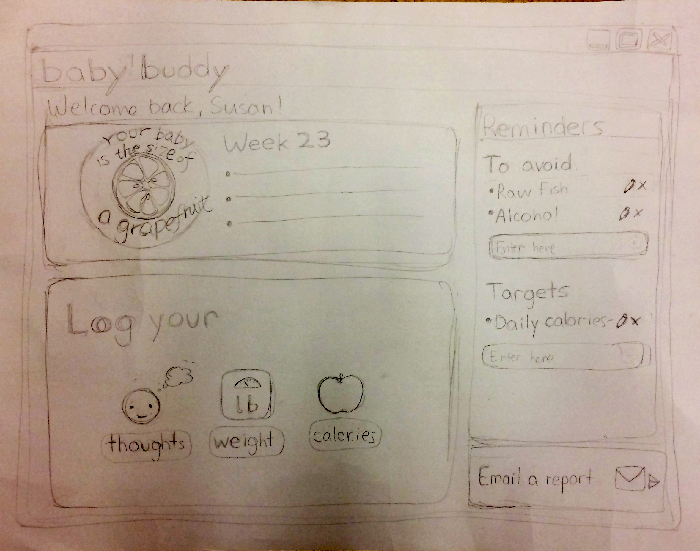 baby buddy
Welcome back, Susan!
your baby
is the size of
a grapefruit
Week 23
Log your
lb
thoughts
weight
calories
Reminders
To avoid
• Raw Fish
• Alcohol
Enter here
Targets
• Daily calories-
Enter here
Email a report